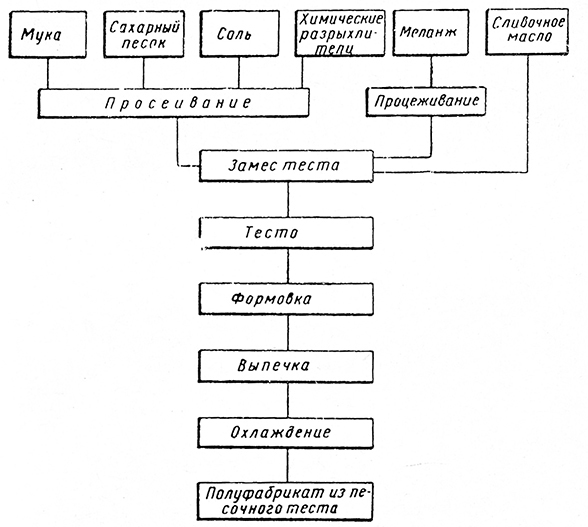 Мука
Сахарный
песок
Соль
Химические
разрыхли-
тели
Меланж
Сливочное
масло
Просеивание
Процеживание
Замес теста
Тесто
Формовка
Выпечка
Охлаждение
Полуфабрикат из пе-
сочного теста